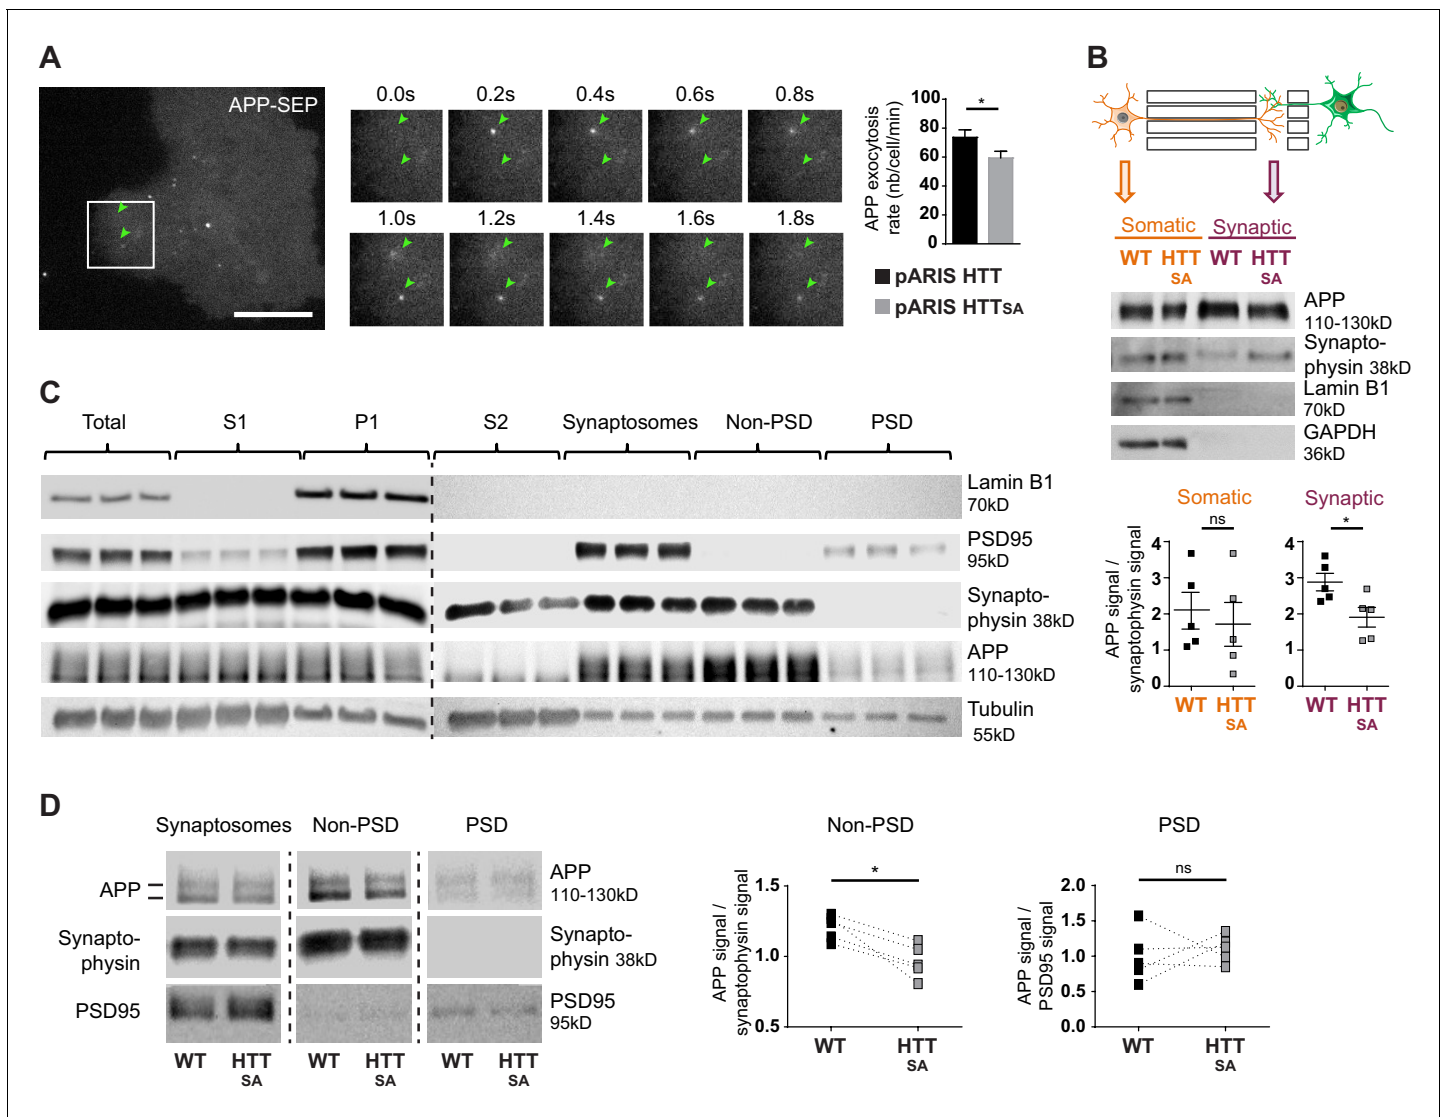 A
APP-SEP
0.0s 0.2s 0.4s 0.6s 0.8s
1.0s 1.2s 1.4s 1.6s 1.8s
APP exocytosis
rate (nb/cell/min)
100
80
60
40
20
0
*
pARIS HTT
pARIS HTTSA
B
Somatic Synaptic
WT HTT WT HTT
SA SA
APP
110-130kD
Synapto-
physin 38kD
Lamin B1
70kD
GAPDH
36kD
Somatic
ns
APP signal /
synaptophysin signal
4
3
2
1
0
WT HTT
SA
Synaptic
*
4
3
2
1
0
WT HTT
SA
C
Total S1 P1 S2 Synaptosomes Non-PSD PSD
Lamin B1
70kD
PSD95
95kD
Synapto-
physin 38kD
APP
110-130kD
Tubulin
55kD
D
Synaptosomes Non-PSD PSD
APP
APP
110-130kD
Synapto-
physin
Synapto-
physin 38kD
PSD95
PSD95
95kD
WT HTT WT HTT WT HTT
SA SA SA
Non-PSD
*
APP signal /
synaptophysin signal
1.5
1.0
0.5
WT HTT
SA
PSD
ns
APP signal /
PSD95 signal
2.0
1.5
1.0
0.5
0.0
WT HTT
SA